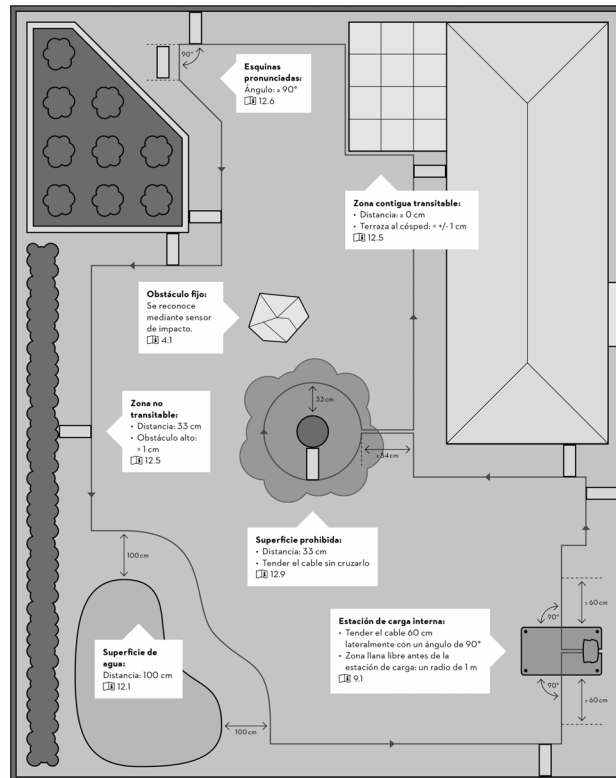 90°
Esquinas
pronunciadas:
Ángulo: ≥ 90°
12.6
Zona contigua transitable:
• Distancia: ≥ 0 cm
• Terraza al césped: < +/- 1 cm
12.5
Obstáculo fijo:
Se reconoce
mediante sensor
de impacto.
4.1
33 cm
Zona no
transitable:
• Distancia: 33 cm
• Obstáculo alto:
> 1 cm
12.5
≥ 54 cm
Superficie prohibida:
• Distancia: 33 cm
• Tender el cable sin cruzarlo
12.9
100 cm
Estación de carga interna:
• Tender el cable 60 cm
lateralmente con un ángulo de 90°
• Zona llana libre antes de la
estación de carga: un radio de 1 m
9.1
90°
≥ 60 cm
Superficie de
agua:
Distancia: 100 cm
12.1
90°
≥ 60 cm
100 cm